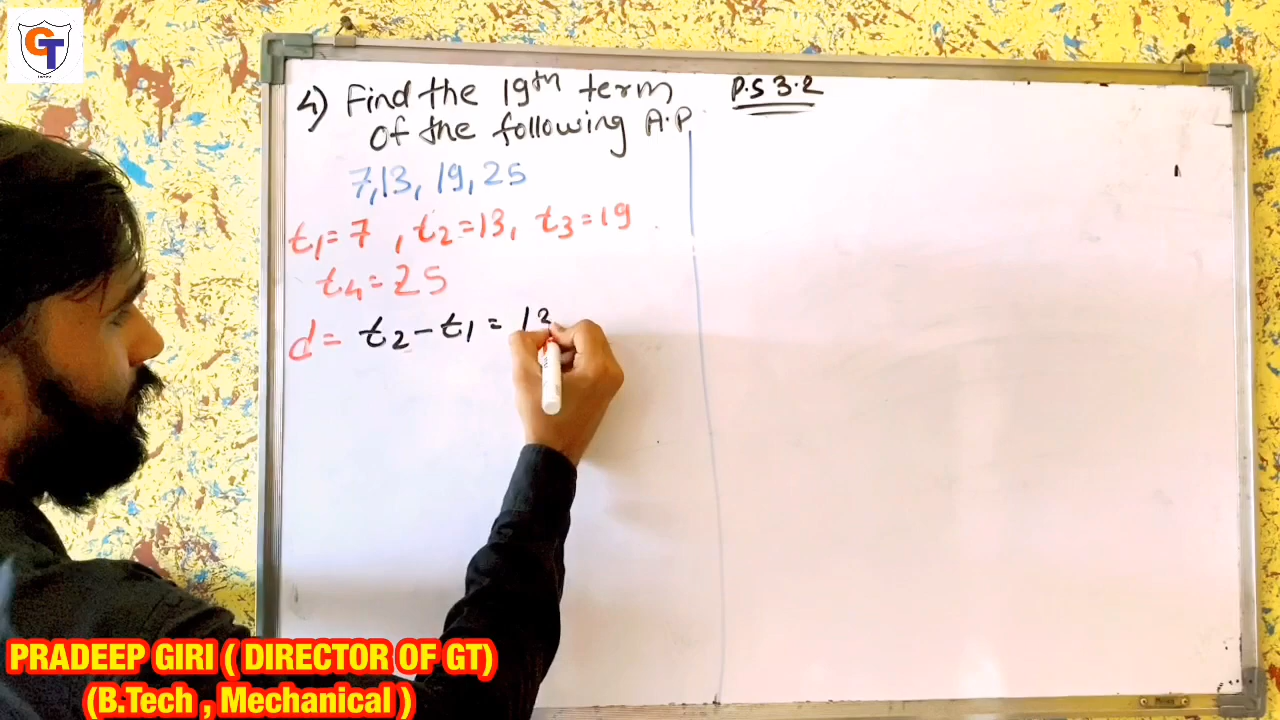 GT
4) Find the 19th term
of the following A.P.
P.S 3.2
7,13, 19,25
t1=7 , t2=13, t3=19
t4=25
d= t2-t1= 13
PRADEEP GIRI ( DIRECTOR OF GT)
(B.Tech , Mechanical )